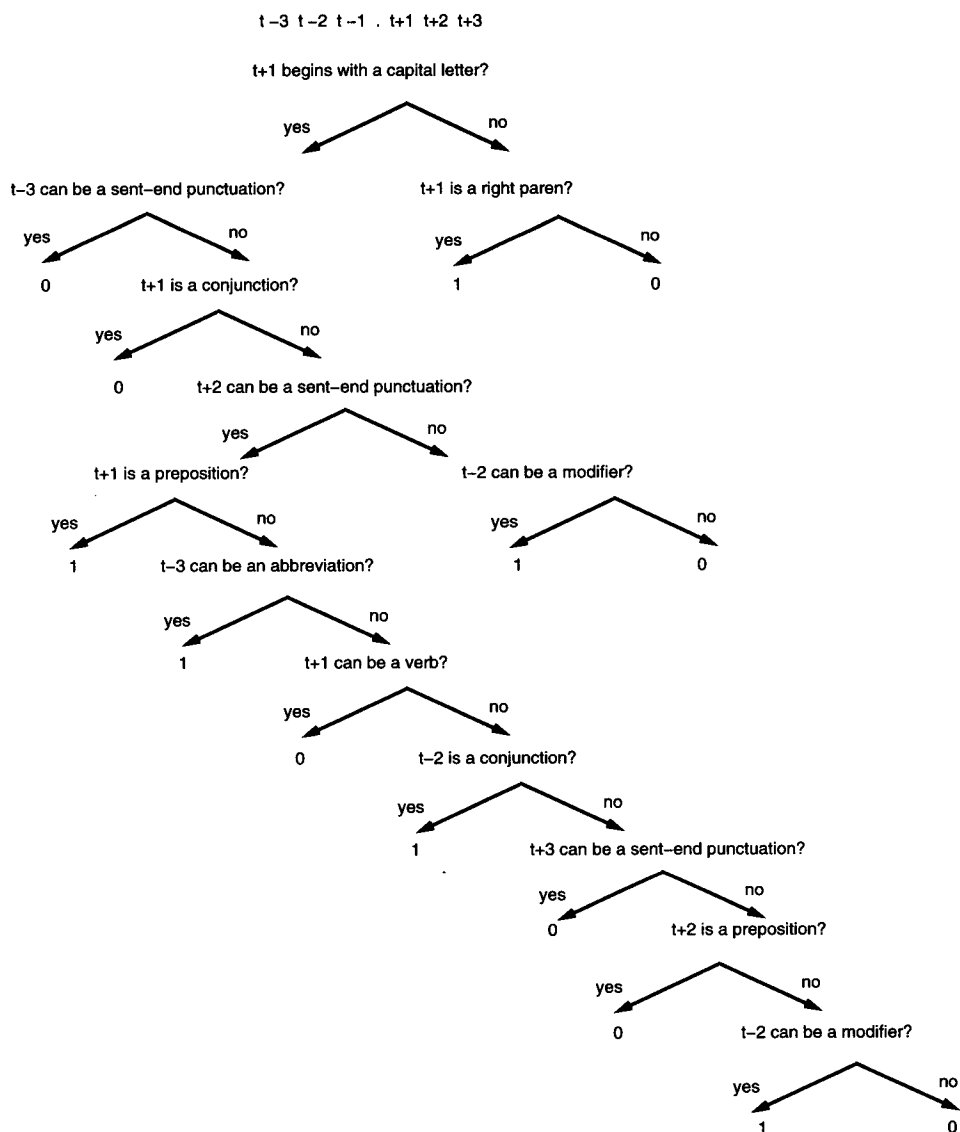 t−3 t−2 t−1 . t+1 t+2 t+3
t+1 begins with a capital letter?
yes no
t−3 can be a sent−end punctuation? t+1 is a right paren?
yes no yes no
0 t+1 is a conjunction? 1 0
yes no
0 t+2 can be a sent−end punctuation?
yes no
t+1 is a preposition? t−2 can be a modifier?
yes no yes no
1 t−3 can be an abbreviation? 1 0
yes no
1 t+1 can be a verb?
yes no
0 t−2 is a conjunction?
yes no
1 t+3 can be a sent−end punctuation?
yes no
0 t+2 is a preposition?
yes no
0 t−2 can be a modifier?
yes no
1 0